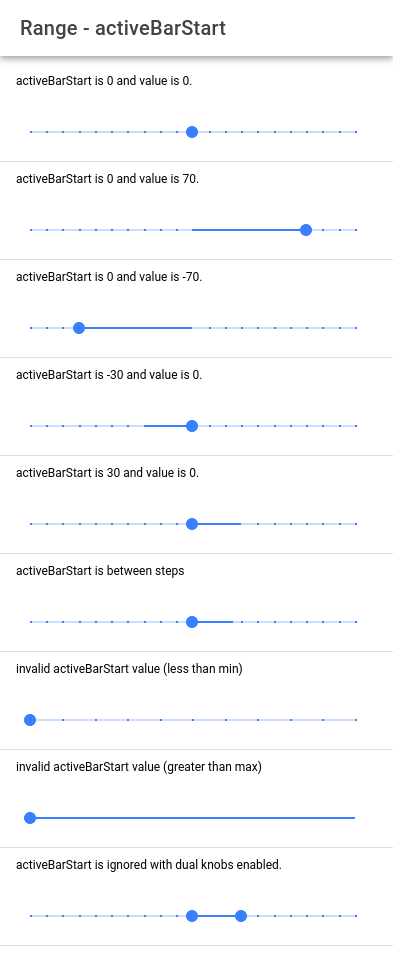 Range - activeBarStart
activeBarStart is 0 and value is 0.
activeBarStart is 0 and value is 70.
activeBarStart is 0 and value is -70.
activeBarStart is -30 and value is 0.
activeBarStart is 30 and value is 0.
activeBarStart is between steps
invalid activeBarStart value (less than min)
invalid activeBarStart value (greater than max)
activeBarStart is ignored with dual knobs enabled.